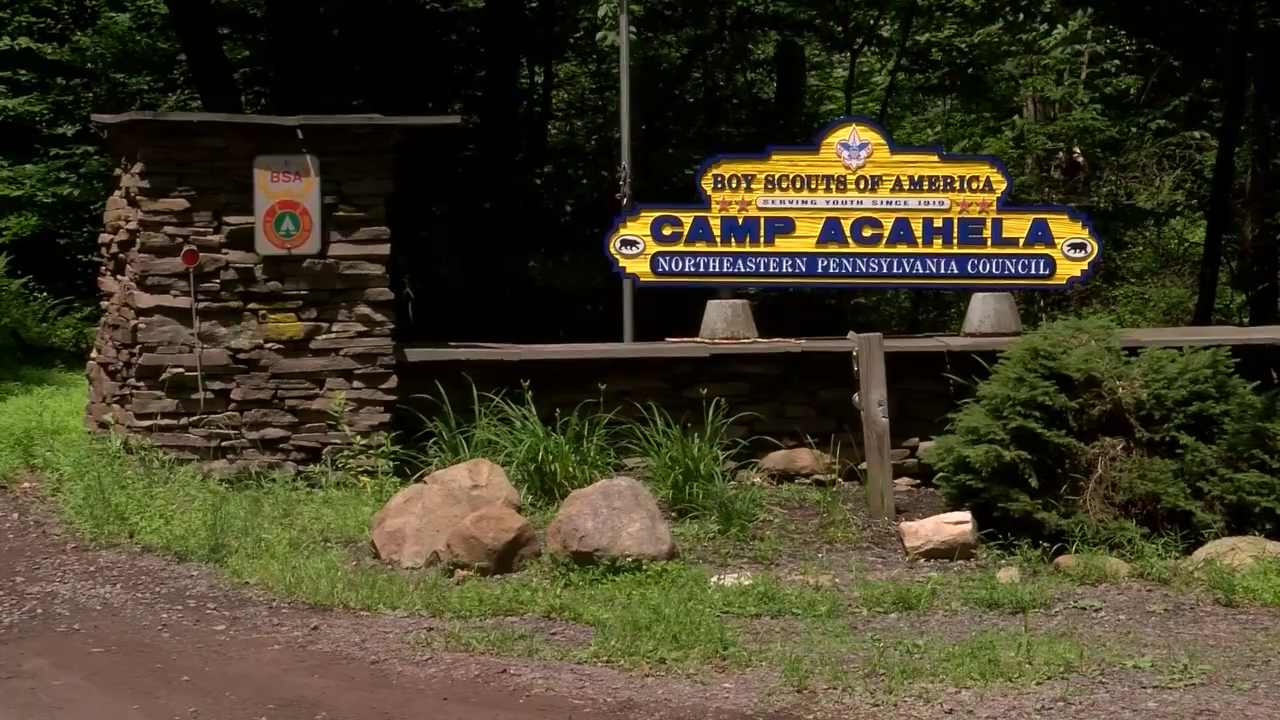 BSA
BOY SCOUTS OF AMERICA
SERVING YOUTH SINCE 1919
CAMP ACAHELA
NORTHEASTERN PENNSYLVANIA COUNCIL